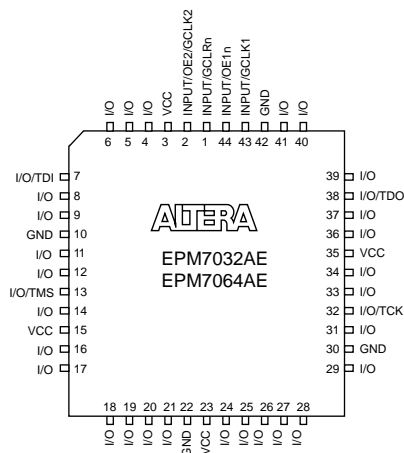 I/O
I/O
I/O
VCC
INPUT/OE2/GCLK2
INPUT/GCLRn
INPUT/OE1n
INPUT/GCLK1
GND
I/O
I/O
6 5 4 3 2 1 44 43 42 41 40
I/O/TDI 7
I/O 8
I/O 9
GND 10
I/O 11
I/O 12
I/O/TMS 13
I/O 14
VCC 15
I/O 16
I/O 17
ALTERA
EPM7032AE
EPM7064AE
39 I/O
38 I/O/TDO
37 I/O
36 I/O
35 VCC
34 I/O
33 I/O
32 I/O/TCK
31 I/O
30 GND
29 I/O
18 19 20 21 22 23 24 25 26 27 28
I/O
I/O
I/O
I/O
GND
VCC
I/O
I/O
I/O
I/O
I/O